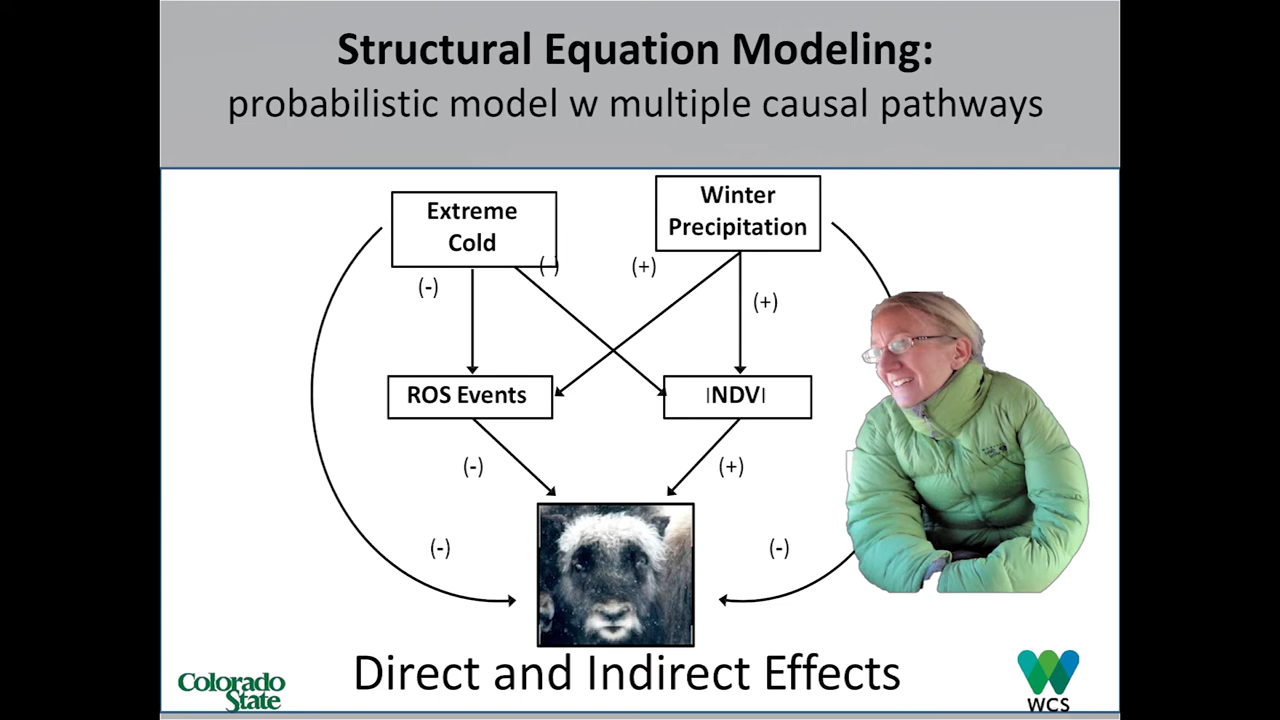 Structural Equation Modeling:
probabilistic model w multiple causal pathways
Extreme
Cold
Winter
Precipitation
(-)
(-)
(+)
(+)
ROS Events
NDVI
(-)
(+)
(-)
(-)
Direct and Indirect Effects
Colorado
State
WCS